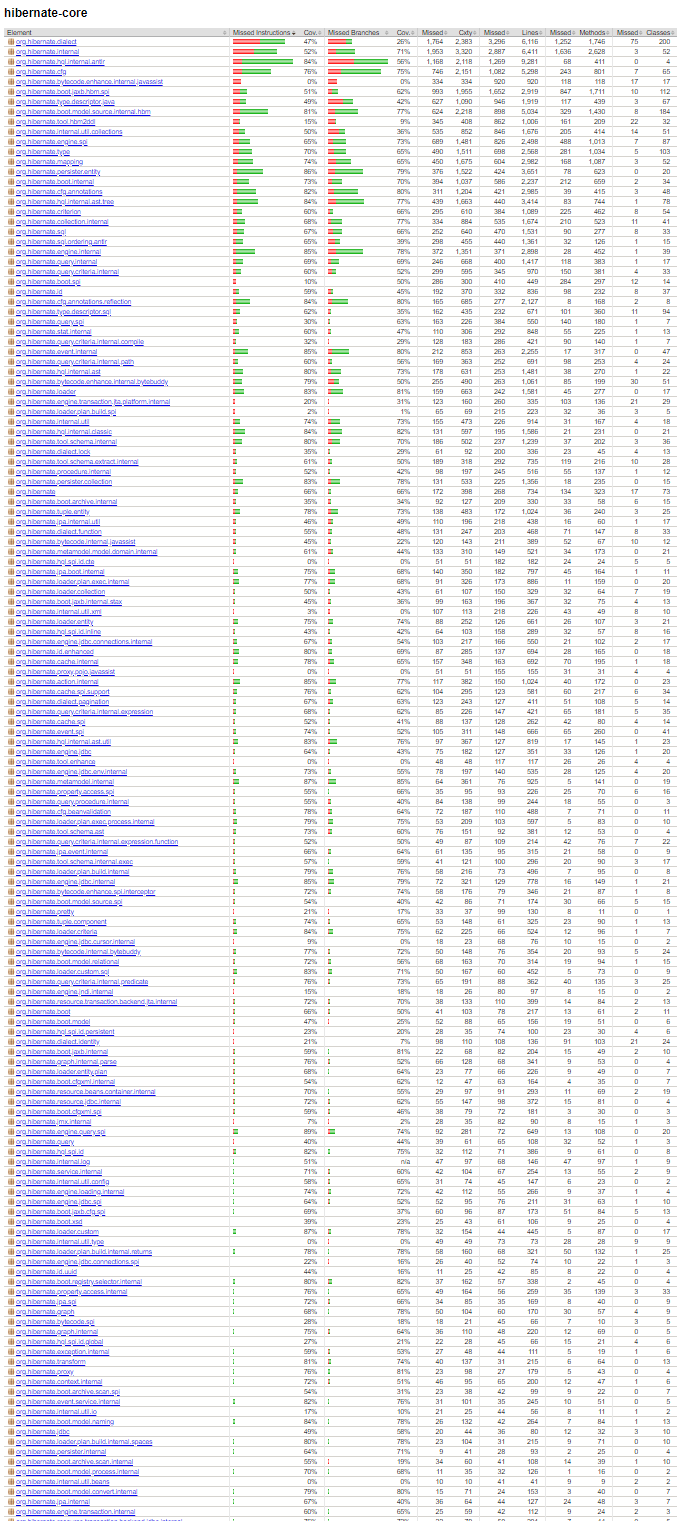 hibernate-core
Element Missed Instructions Cov. Missed Branches Cov. Missed Cxty Missed Lines Missed Methods Missed Classes
org.hibernate.dialect 47% 26% 1,764 2,383 3,296 6,116 1,252 1,746 75 200
org.hibernate.internal 52% 71% 1,953 3,320 2,887 6,411 1,636 2,628 3 82
org.hibernate.hql.internal.antlr 84% 56% 1,168 2,118 1,269 9,281 68 411 0 4
org.hibernate.cfg 76% 75% 746 2,151 1,082 5,298 243 801 7 65
org.hibernate.bytecode.enhance.internal.javassist 0% 0% 334 334 920 920 118 118 17 17
org.hibernate.boot.jaxb.hbm.spi 51% 62% 993 1,955 1,652 2,919 847 1,711 10 112
org.hibernate.type.descriptor.java 49% 42% 627 1,090 946 1,919 117 439 3 67
org.hibernate.boot.model.source.internal.hbm 81% 77% 624 2,218 898 5,034 329 1,430 8 184
org.hibernate.tool.hbm2ddl 15% 9% 345 408 862 1,006 161 209 22 32
org.hibernate.internal.util.collections 50% 36% 535 852 846 1,676 205 414 14 51
org.hibernate.engine.spi 65% 73% 689 1,481 826 2,498 488 1,013 7 87
org.hibernate.type 70% 65% 490 1,511 698 2,568 281 1,034 5 103
org.hibernate.mapping 74% 65% 450 1,675 604 2,982 168 1,087 3 52
org.hibernate.persister.entity 86% 79% 376 1,522 424 3,651 78 623 0 20
org.hibernate.boot.internal 73% 70% 394 1,037 586 2,237 212 659 2 34
org.hibernate.cfg.annotations 82% 80% 311 1,204 421 2,985 39 415 3 48
org.hibernate.hql.internal.ast.tree 84% 77% 439 1,663 440 3,414 83 744 1 78
org.hibernate.criterion 60% 66% 295 610 384 1,089 225 462 8 54
org.hibernate.collection.internal 68% 77% 334 884 535 1,674 210 523 11 41
org.hibernate.sql 67% 66% 252 640 470 1,531 90 277 8 33
org.hibernate.sql.ordering.antlr 65% 39% 298 455 440 1,361 32 126 1 15
org.hibernate.engine.internal 85% 78% 372 1,351 371 2,898 28 452 1 39
org.hibernate.query.internal 69% 69% 246 668 400 1,417 118 383 1 17
org.hibernate.query.criteria.internal 60% 52% 299 595 345 970 150 381 4 33
org.hibernate.boot.spi 10% 50% 286 300 410 449 284 297 12 14
org.hibernate.id 59% 45% 192 370 332 836 98 232 8 37
org.hibernate.cfg.annotations.reflection 84% 80% 165 685 277 2,127 8 168 2 8
org.hibernate.type.descriptor.sql 62% 35% 162 435 232 671 101 360 11 94
org.hibernate.query.spi 30% 63% 163 226 384 550 140 180 1 7
org.hibernate.stat.internal 60% 47% 110 306 292 848 55 225 1 13
org.hibernate.query.criteria.internal.compile 32% 29% 128 183 286 421 90 140 1 7
org.hibernate.event.internal 85% 80% 212 853 263 2,255 17 317 0 47
org.hibernate.query.criteria.internal.path 60% 56% 169 363 252 691 98 253 4 24
org.hibernate.hql.internal.ast 80% 73% 178 631 253 1,481 38 270 1 22
org.hibernate.bytecode.enhance.internal.bytebuddy 79% 50% 255 490 263 1,061 85 199 30 51
org.hibernate.loader 83% 81% 159 663 242 1,581 45 277 0 17
org.hibernate.engine.transaction.jta.platform.internal 20% 31% 123 160 260 335 103 136 21 29
org.hibernate.loader.plan.build.spi 2% 1% 65 69 215 223 32 36 3 5
org.hibernate.internal.util 74% 73% 155 473 226 914 31 167 4 18
org.hibernate.hql.internal.classic 84% 82% 131 597 195 1,586 21 231 0 21
org.hibernate.tool.schema.internal 80% 70% 186 502 237 1,239 37 202 3 36
org.hibernate.dialect.lock 35% 29% 61 92 200 336 23 45 4 13
org.hibernate.tool.schema.extract.internal 61% 50% 189 318 292 735 119 216 10 28
org.hibernate.procedure.internal 52% 42% 98 197 245 516 55 137 1 12
org.hibernate.persister.collection 83% 78% 131 533 225 1,356 18 235 0 15
org.hibernate 66% 66% 172 398 268 734 134 323 17 73
org.hibernate.boot.archive.internal 35% 34% 92 127 209 330 33 58 6 15
org.hibernate.tuple.entity 78% 73% 138 483 172 1,024 36 240 3 25
org.hibernate.jpa.internal.util 46% 49% 110 196 218 438 16 60 1 17
org.hibernate.dialect.function 55% 48% 131 247 203 468 71 147 8 33
org.hibernate.bytecode.internal.javassist 45% 22% 120 143 211 389 52 67 10 12
org.hibernate.metamodel.model.domain.internal 61% 44% 133 310 149 521 34 173 0 21
org.hibernate.hql.spi.id.cte 0% 0% 51 51 182 182 24 24 5 5
org.hibernate.jpa.boot.internal 75% 68% 140 350 182 797 45 164 1 11
org.hibernate.loader.plan.exec.internal 77% 68% 91 326 173 886 11 159 0 20
org.hibernate.loader.collection 50% 43% 61 107 150 329 32 64 7 19
org.hibernate.boot.jaxb.internal.stax 45% 36% 99 163 196 367 32 75 4 13
org.hibernate.internal.util.xml 3% 0% 107 113 218 226 43 49 8 10
org.hibernate.loader.entity 75% 74% 88 252 126 661 26 107 3 21
org.hibernate.hql.spi.id.inline 43% 42% 64 103 158 289 32 57 8 16
org.hibernate.engine.jdbc.connections.internal 67% 54% 103 217 166 550 21 102 2 17
org.hibernate.id.enhanced 80% 69% 87 285 137 694 28 165 0 18
org.hibernate.cache.internal 78% 65% 157 348 163 692 70 195 1 18
org.hibernate.proxy.pojo.javassist 0% 0% 51 51 155 155 31 31 4 4
org.hibernate.action.internal 85% 77% 117 382 150 1,024 40 172 0 23
org.hibernate.cache.spi.support 76% 62% 104 295 123 581 60 217 6 34
org.hibernate.dialect.pagination 67% 63% 123 243 127 411 51 108 5 14
org.hibernate.query.criteria.internal.expression 68% 62% 85 226 147 421 65 181 5 35
org.hibernate.cache.spi 52% 41% 88 137 128 262 42 80 4 14
org.hibernate.event.spi 74% 52% 105 311 148 666 65 260 0 41
org.hibernate.hql.internal.ast.util 83% 76% 97 367 127 819 17 145 1 23
org.hibernate.engine.jdbc 64% 43% 75 182 127 351 33 126 1 20
org.hibernate.tool.enhance 0% 0% 48 48 117 117 26 26 4 4
org.hibernate.engine.jdbc.env.internal 73% 55% 78 197 140 535 28 125 4 20
org.hibernate.metamodel.internal 87% 85% 64 361 76 925 5 141 0 19
org.hibernate.property.access.spi 55% 66% 35 95 93 226 25 70 6 16
org.hibernate.query.procedure.internal 55% 40% 84 138 99 244 18 55 0 3
org.hibernate.cfg.beanvalidation 78% 64% 72 187 110 488 7 71 0 11
org.hibernate.loader.plan.exec.process.internal 79% 75% 53 209 103 597 5 83 0 10
org.hibernate.tool.schema.ast 73% 60% 76 151 92 381 12 53 0 4
org.hibernate.query.criteria.internal.expression.function 52% 50% 49 87 109 214 42 76 7 22
org.hibernate.jpa.event.internal 66% 64% 61 135 95 315 21 58 0 9
org.hibernate.tool.schema.internal.exec 57% 59% 41 121 100 296 20 90 3 17
org.hibernate.loader.plan.build.internal 79% 76% 58 216 73 496 7 95 0 8
org.hibernate.engine.jdbc.internal 85% 79% 72 321 129 778 16 149 1 21
org.hibernate.bytecode.enhance.spi.interceptor 72% 74% 58 176 79 346 21 87 1 8
org.hibernate.boot.model.source.spi 54% 40% 42 86 71 174 30 66 5 15
org.hibernate.pretty 21% 17% 33 37 99 130 8 11 0 1
org.hibernate.tuple.component 74% 65% 53 148 61 325 23 90 1 13
org.hibernate.loader.criteria 84% 75% 62 225 66 524 12 96 1 7
org.hibernate.engine.jdbc.cursor.internal 9% 0% 18 23 68 76 10 15 0 2
org.hibernate.bytecode.internal.bytebuddy 77% 72% 50 148 76 354 20 93 5 24
org.hibernate.boot.model.relational 72% 56% 68 163 70 314 19 94 1 15
org.hibernate.loader.custom.sql 83% 71% 50 167 60 452 5 73 0 9
org.hibernate.query.criteria.internal.predicate 76% 73% 65 191 88 362 40 135 3 25
org.hibernate.engine.jndi.internal 15% 18% 18 26 80 97 8 15 0 2
org.hibernate.resource.transaction.backend.jta.internal 72% 70% 38 133 110 399 14 84 2 13
org.hibernate.boot 66% 50% 41 103 78 217 13 61 2 11
org.hibernate.boot.model 47% 25% 52 88 65 156 19 51 0 6
org.hibernate.hql.spi.id.persistent 23% 20% 28 35 74 100 23 30 4 6
org.hibernate.dialect.identity 21% 7% 98 110 108 136 91 103 21 24
org.hibernate.boot.jaxb.internal 59% 81% 22 68 82 204 15 49 2 10
org.hibernate.graph.internal.parse 76% 52% 66 128 68 341 9 53 0 4
org.hibernate.loader.entity.plan 68% 64% 23 77 66 226 9 49 0 7
org.hibernate.boot.cfgxml.internal 54% 62% 12 47 63 164 4 35 0 7
org.hibernate.resource.beans.container.internal 70% 55% 29 97 91 293 11 69 2 19
org.hibernate.resource.jdbc.internal 72% 62% 55 147 98 372 15 81 0 4
org.hibernate.boot.cfgxml.spi 59% 46% 38 79 72 181 3 30 0 3
org.hibernate.jmx.internal 7% 2% 28 35 82 90 8 15 1 3
org.hibernate.engine.query.spi 89% 74% 92 281 72 649 13 108 0 20
org.hibernate.query 40% 44% 39 61 65 108 32 52 1 3
org.hibernate.hql.spi.id 82% 75% 32 112 71 386 9 61 0 8
org.hibernate.internal.log 51% n/a 47 97 68 146 47 97 1 9
org.hibernate.service.internal 71% 60% 42 104 67 254 13 55 2 9
org.hibernate.internal.util.config 58% 65% 31 74 45 147 6 23 0 2
org.hibernate.engine.loading.internal 74% 72% 42 112 55 266 9 37 1 4
org.hibernate.engine.jdbc.spi 64% 52% 52 95 76 211 31 63 1 10
org.hibernate.boot.jaxb.cfg.spi 69% 37% 60 96 87 173 51 84 5 13
org.hibernate.boot.xsd 39% 23% 25 43 61 106 9 25 0 4
org.hibernate.loader.custom 87% 78% 32 154 44 445 5 87 0 17
org.hibernate.internal.util.type 0% 0% 49 49 73 73 28 28 9 9
org.hibernate.loader.plan.build.internal.returns 78% 78% 58 160 68 321 50 132 1 25
org.hibernate.engine.jdbc.connections.spi 22% 16% 26 40 52 74 10 22 1 3
org.hibernate.id.uuid 44% 16% 11 25 42 85 8 22 0 4
org.hibernate.boot.registry.selector.internal 80% 82% 37 162 57 338 2 45 0 4
org.hibernate.property.access.internal 76% 65% 49 164 56 259 35 139 3 33
org.hibernate.jpa.spi 72% 66% 34 85 35 169 8 40 0 9
org.hibernate.graph 68% 78% 50 104 60 170 30 57 4 9
org.hibernate.bytecode.spi 28% 18% 18 21 45 66 7 10 3 5
org.hibernate.graph.internal 75% 64% 36 110 48 220 12 69 0 5
org.hibernate.hql.spi.id.global 27% 21% 22 28 45 66 15 21 4 6
org.hibernate.exception.internal 59% 53% 27 48 44 111 5 19 1 6
org.hibernate.transform 81% 74% 40 137 31 215 6 64 0 13
org.hibernate.proxy 76% 81% 23 98 27 179 5 43 0 4
org.hibernate.context.internal 72% 51% 46 95 65 200 12 47 1 6
org.hibernate.boot.archive.scan.spi 54% 31% 23 38 42 99 9 22 0 7
org.hibernate.event.service.internal 82% 76% 31 101 35 245 10 51 0 5
org.hibernate.internal.util.io 17% 10% 21 25 44 56 8 11 1 2
org.hibernate.boot.model.naming 84% 78% 26 132 42 264 7 84 1 13
org.hibernate.jdbc 49% 58% 20 44 36 80 12 32 3 10
org.hibernate.loader.plan.build.internal.spaces 80% 78% 23 104 31 215 9 71 0 10
org.hibernate.persister.internal 64% 71% 9 41 28 93 2 25 0 4
org.hibernate.boot.archive.scan.internal 55% 19% 34 60 41 108 14 39 1 10
org.hibernate.boot.model.process.internal 70% 68% 11 35 32 126 1 16 0 2
org.hibernate.internal.util.beans 0% 0% 10 10 41 41 9 9 2 2
org.hibernate.boot.model.convert.internal 79% 80% 15 71 24 153 3 40 0 7
org.hibernate.jpa.internal 67% 40% 36 64 44 127 24 48 3 7
org.hibernate.engine.transaction.internal 60% 65% 25 59 42 112 9 24 0 2